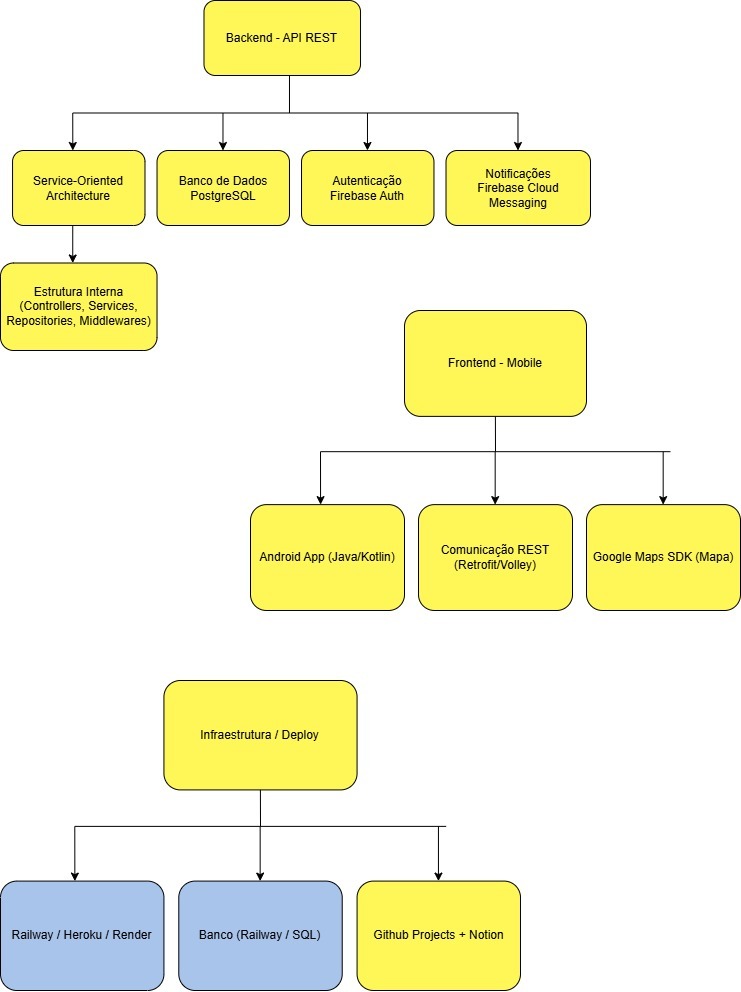 Backend - API REST
Service-Oriented
Architecture
Banco de Dados
PostgreSQL
Autenticação
Firebase Auth
Notificações
Firebase Cloud
Messaging
Estrutura Interna
(Controllers, Services,
Repositories, Middlewares)
Frontend - Mobile
Android App (Java/Kotlin)
Comunicação REST
(Retrofit/Volley)
Google Maps SDK (Mapa)
Infraestrutura / Deploy
Railway / Heroku / Render
Banco (Railway / SQL)
Github Projects + Notion